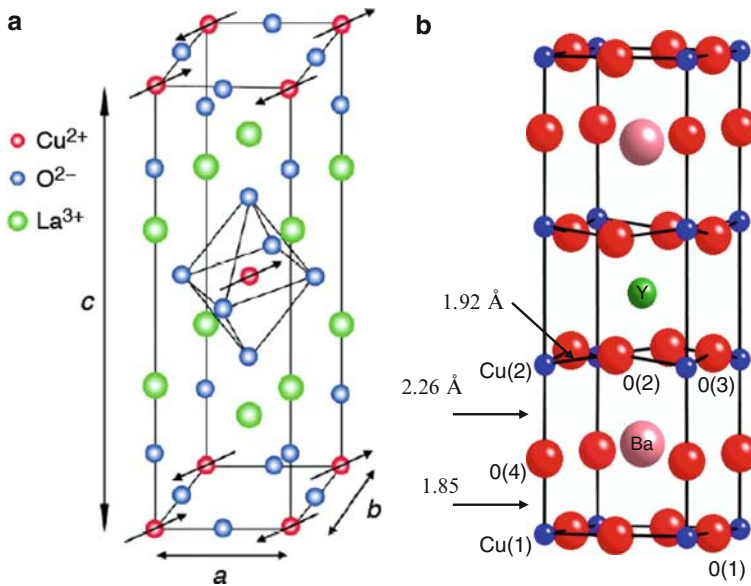 a
Cu2+
O2−
La3+
c
a
b
b
Y
1.92 Å
Cu(2)
0(2)
0(3)
2.26 Å
Ba
0(4)
1.85
Cu(1)
0(1)